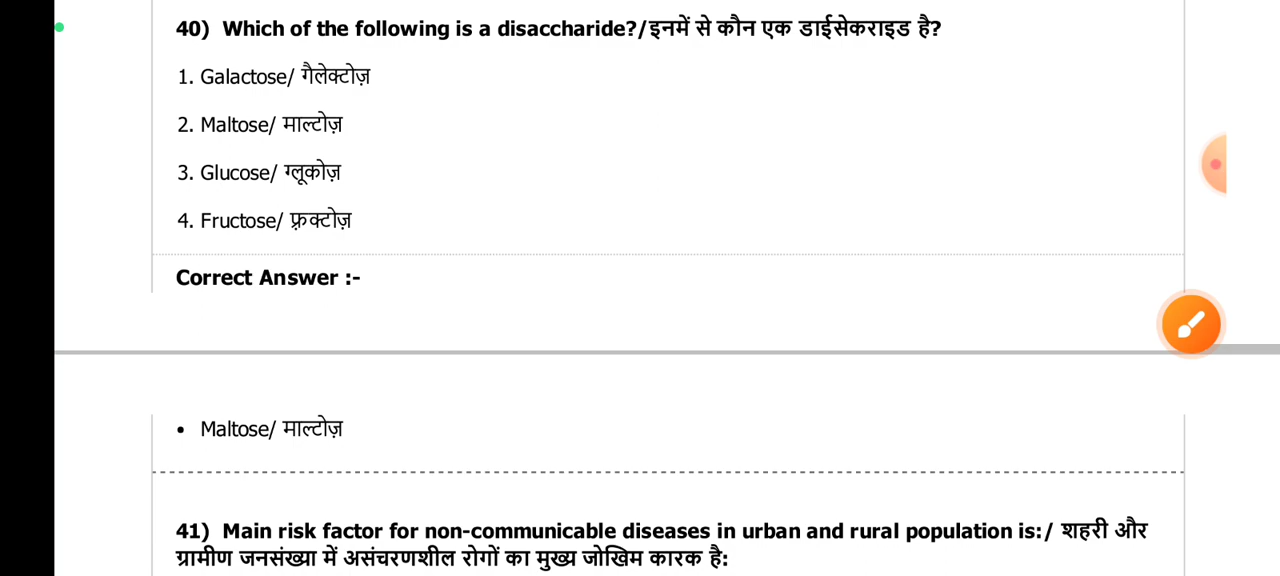 40) Which of the following is a disaccharide?/इनमें से कौन एक डाईसेकराइड है?
1. Galactose/ गैलेक्टोज़
2. Maltose/ माल्टोज़
3. Glucose/ ग्लूकोज़
4. Fructose/ फ़्रक्टोज़
Correct Answer :-
• Maltose/ माल्टोज़
41) Main risk factor for non-communicable diseases in urban and rural population is:/ शहरी और
ग्रामीण जनसंख्या में असंचरणशील रोगों का मुख्य जोखिम कारक है: